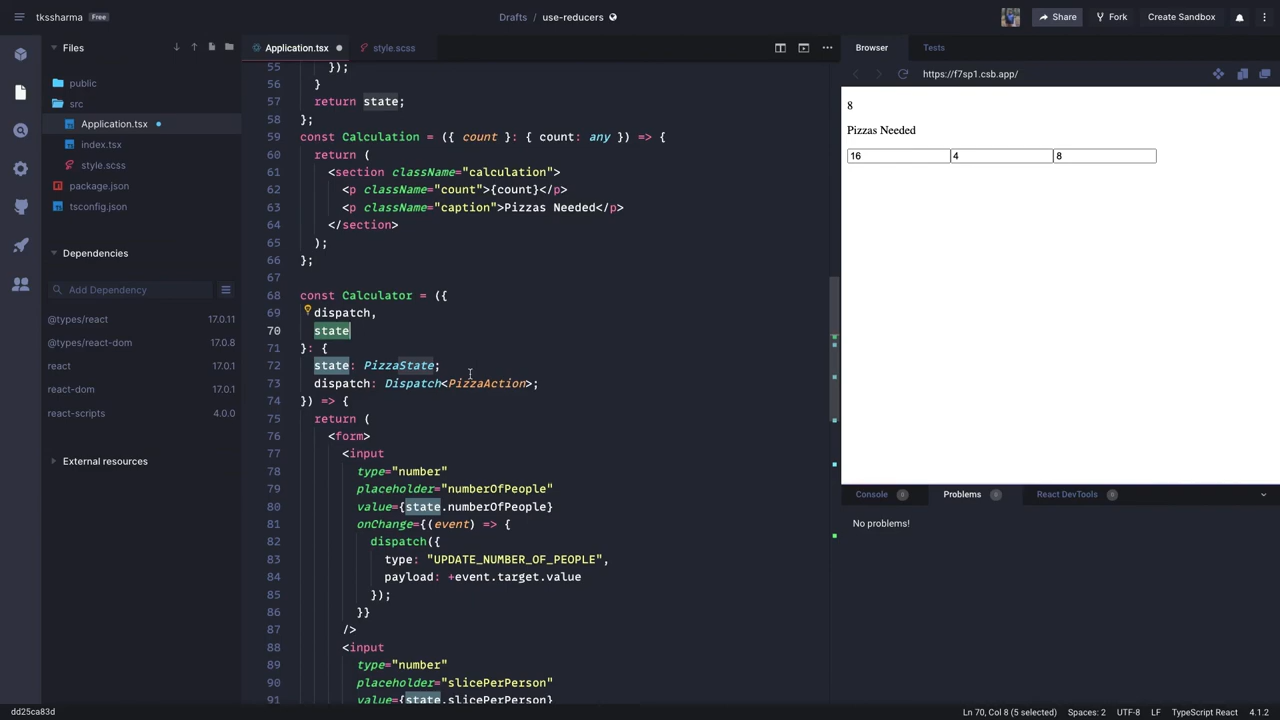 tkssharma Free
Drafts / use-reducers
Share
Fork
Create Sandbox
Files
Application.tsx
style.scss
Browser
Tests
https://f7sp1.csb.app/
public
src
Application.tsx
index.tsx
style.scss
package.json
tsconfig.json
Dependencies
Add Dependency
@types/react 17.0.11
@types/react-dom 17.0.8
react 17.0.1
react-dom 17.0.1
react-scripts 4.0.0
External resources
55 });
56 }
57 return state;
58 };
59 const Calculation = ({ count }: { count: any }) => {
60 return (
61 <section className="calculation">
62 <p className="count">{count}</p>
63 <p className="caption">Pizzas Needed</p>
64 </section>
65 );
66 };
67
68 const Calculator = ({
69 dispatch,
70 state
71 }: {
72 state: PizzaState;
73 dispatch: Dispatch<PizzaAction>;
74 }) => {
75 return (
76 <form>
77 <input
78 type="number"
79 placeholder="numberOfPeople"
80 value={state.numberOfPeople}
81 onChange={(event) => {
82 dispatch({
83 type: "UPDATE_NUMBER_OF_PEOPLE",
84 payload: +event.target.value
85 });
86 }}
87 />
88 <input
89 type="number"
90 placeholder="slicePerPerson"
91 value={state.slicePerPerson}
8
Pizzas Needed
16 4 8
Console 0
Problems 0
React DevTools 0
No problems!
dd25ca83d
Ln 70, Col 8 (5 selected) Spaces: 2 UTF-8 LF TypeScript React 4.1.2